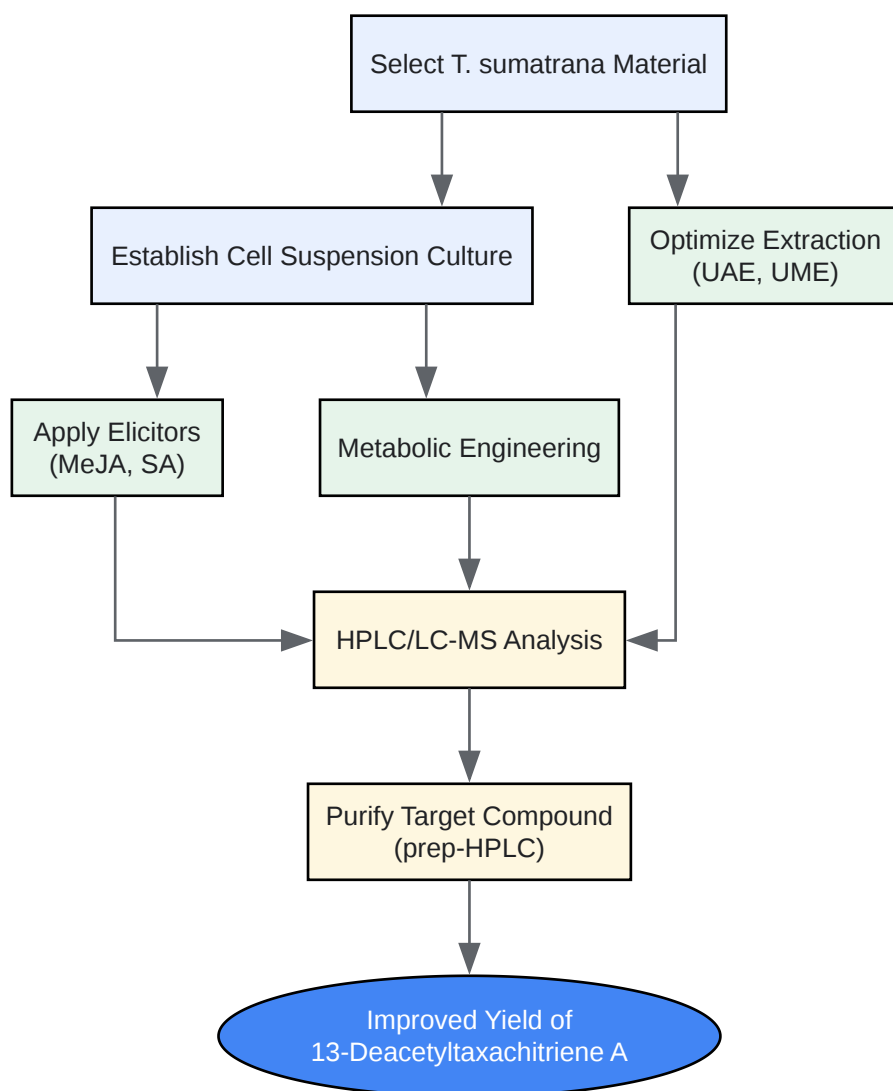 Select T. sumatrana Material
Establish Cell Suspension Culture
Optimize Extraction
(UAE, UME)
Apply Elicitors
(MeJA, SA)
Metabolic Engineering
HPLC/LC-MS Analysis
Purify Target Compound
(prep-HPLC)
Improved Yield of
13-Deacetyltaxachitriene A